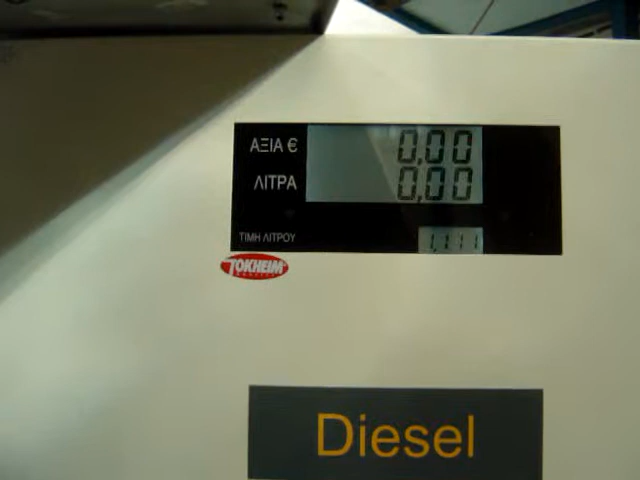 ΑΞΙΑ € 0,00
ΛΙΤΡΑ 0,00
ΤΙΜΗ ΛΙΤΡΟΥ 1,111
TOKHEIM
Diesel